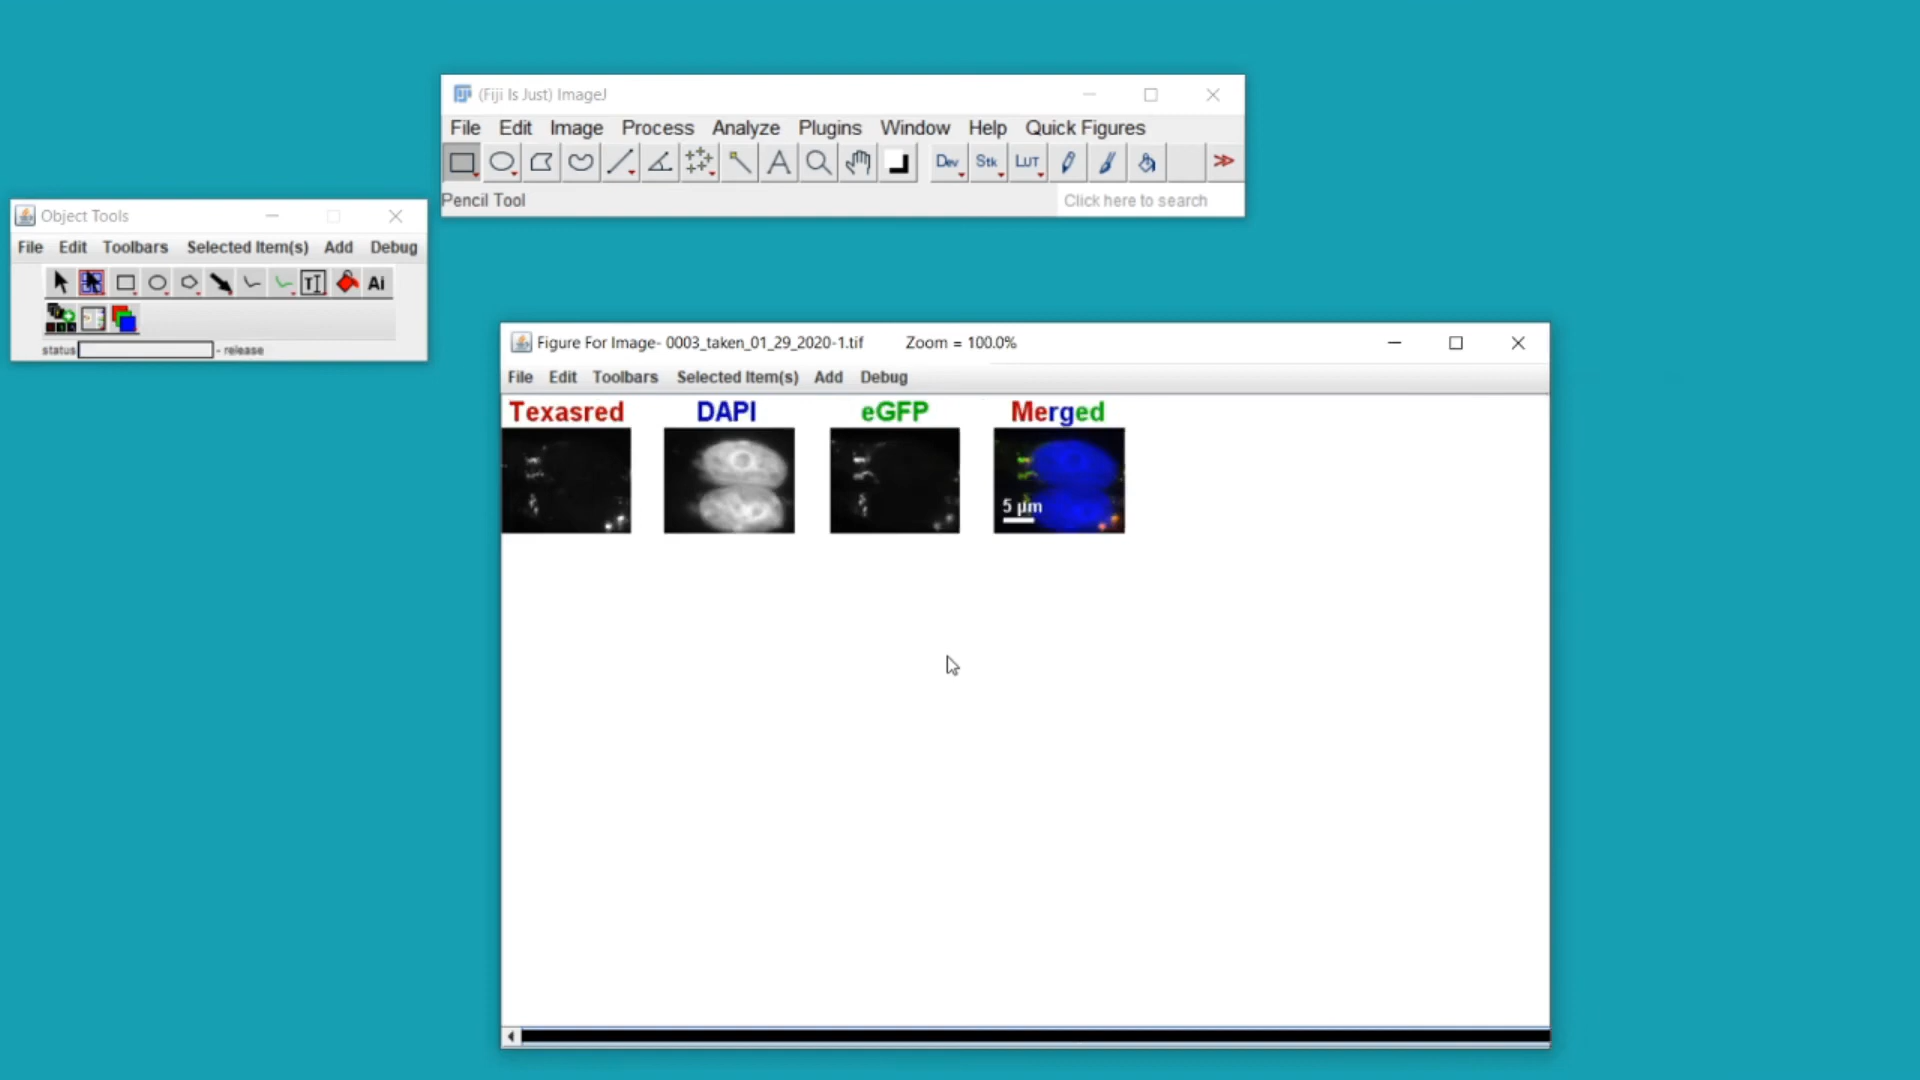 (Fiji Is Just) ImageJ
File Edit Image Process Analyze Plugins Window Help Quick Figures
Dev Stk LUT
Pencil Tool Click here to search
Object Tools
File Edit Toolbars Selected Item(s) Add Debug
T Ai
status - release
Figure For Image- 0003_taken_01_29_2020-1.tif Zoom = 100.0%
File Edit Toolbars Selected Item(s) Add Debug
Texasred DAPI eGFP Merged
5 µm